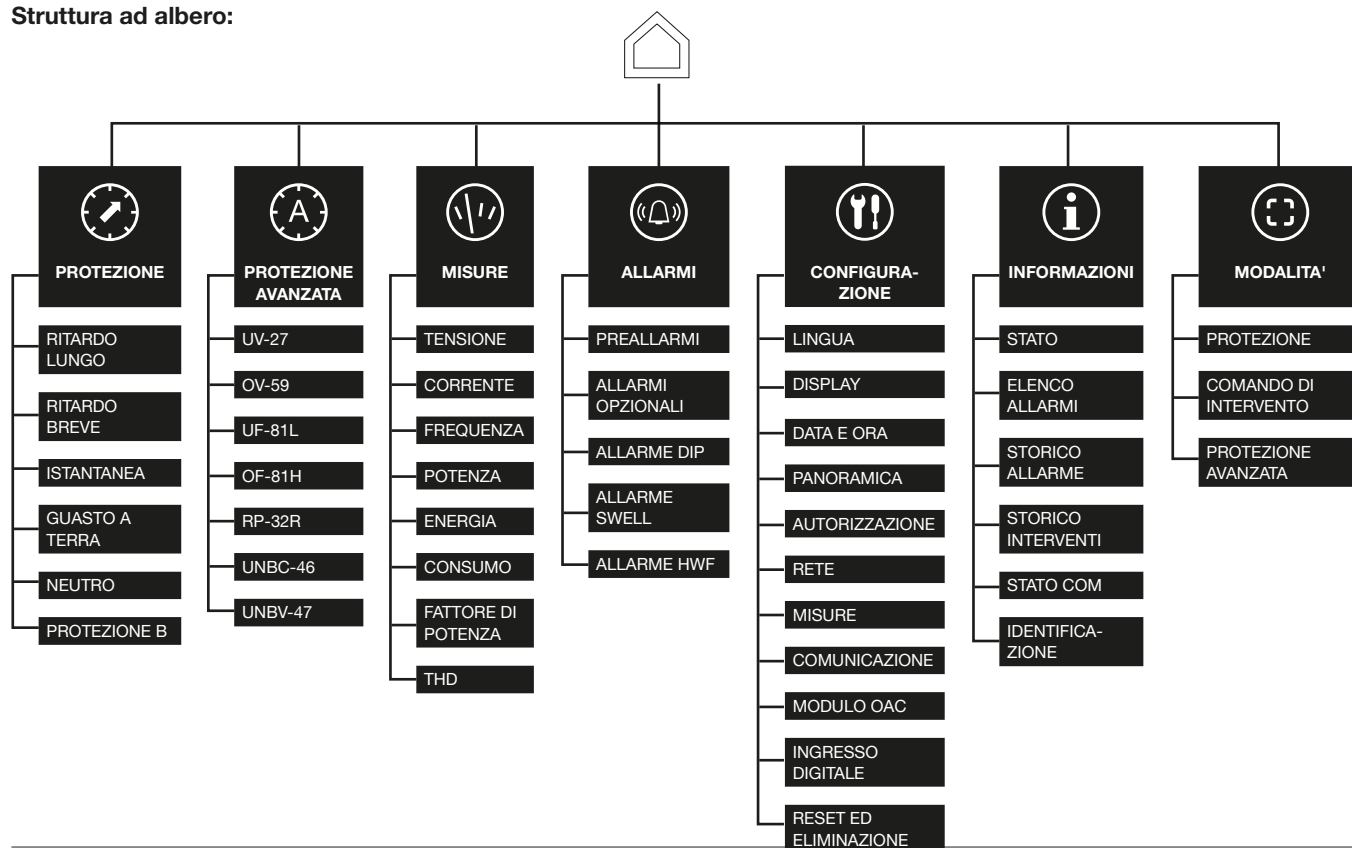 Struttura ad albero:
PROTEZIONE
RITARDO
LUNGO
RITARDO
BREVE
ISTANTANEA
GUASTO A
TERRA
NEUTRO
PROTEZIONE B
A
PROTEZIONE
AVANZATA
UV-27
OV-59
UF-81L
OF-81H
RP-32R
UNBC-46
UNBV-47
MISURE
TENSIONE
CORRENTE
FREQUENZA
POTENZA
ENERGIA
CONSUMO
FATTORE DI
POTENZA
THD
ALLARMI
PREALLARMI
ALLARMI
OPZIONALI
ALLARME DIP
ALLARME
SWELL
ALLARME HWF
CONFIGURA-
ZIONE
LINGUA
DISPLAY
DATA E ORA
PANORAMICA
AUTORIZZAZIONE
RETE
MISURE
COMUNICAZIONE
MODULO OAC
INGRESSO
DIGITALE
RESET ED
ELIMINAZIONE
i
INFORMAZIONI
STATO
ELENCO
ALLARMI
STORICO
ALLARME
STORICO
INTERVENTI
STATO COM
IDENTIFICA-
ZIONE
MODALITA'
PROTEZIONE
COMANDO DI
INTERVENTO
PROTEZIONE
AVANZATA